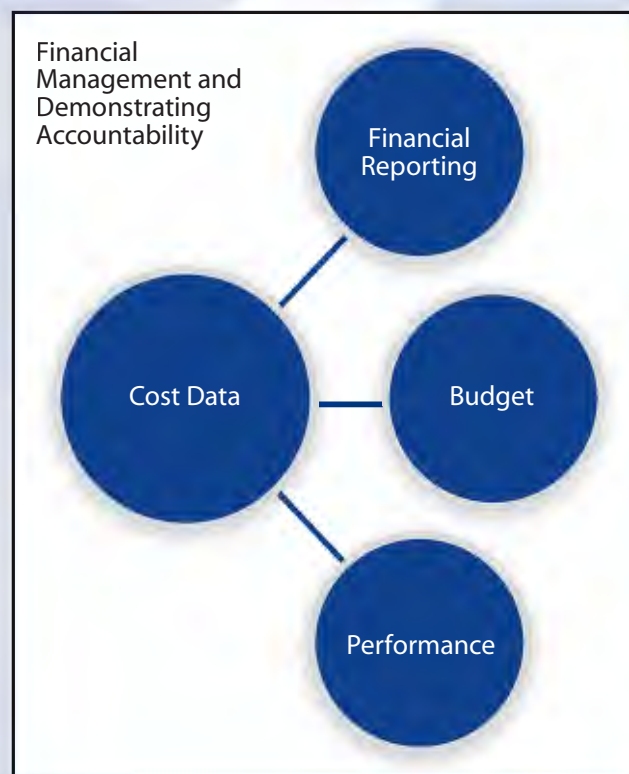 Financial
Management and
Demonstrating
Accountability
Financial
Reporting
Cost Data
Budget
Performance